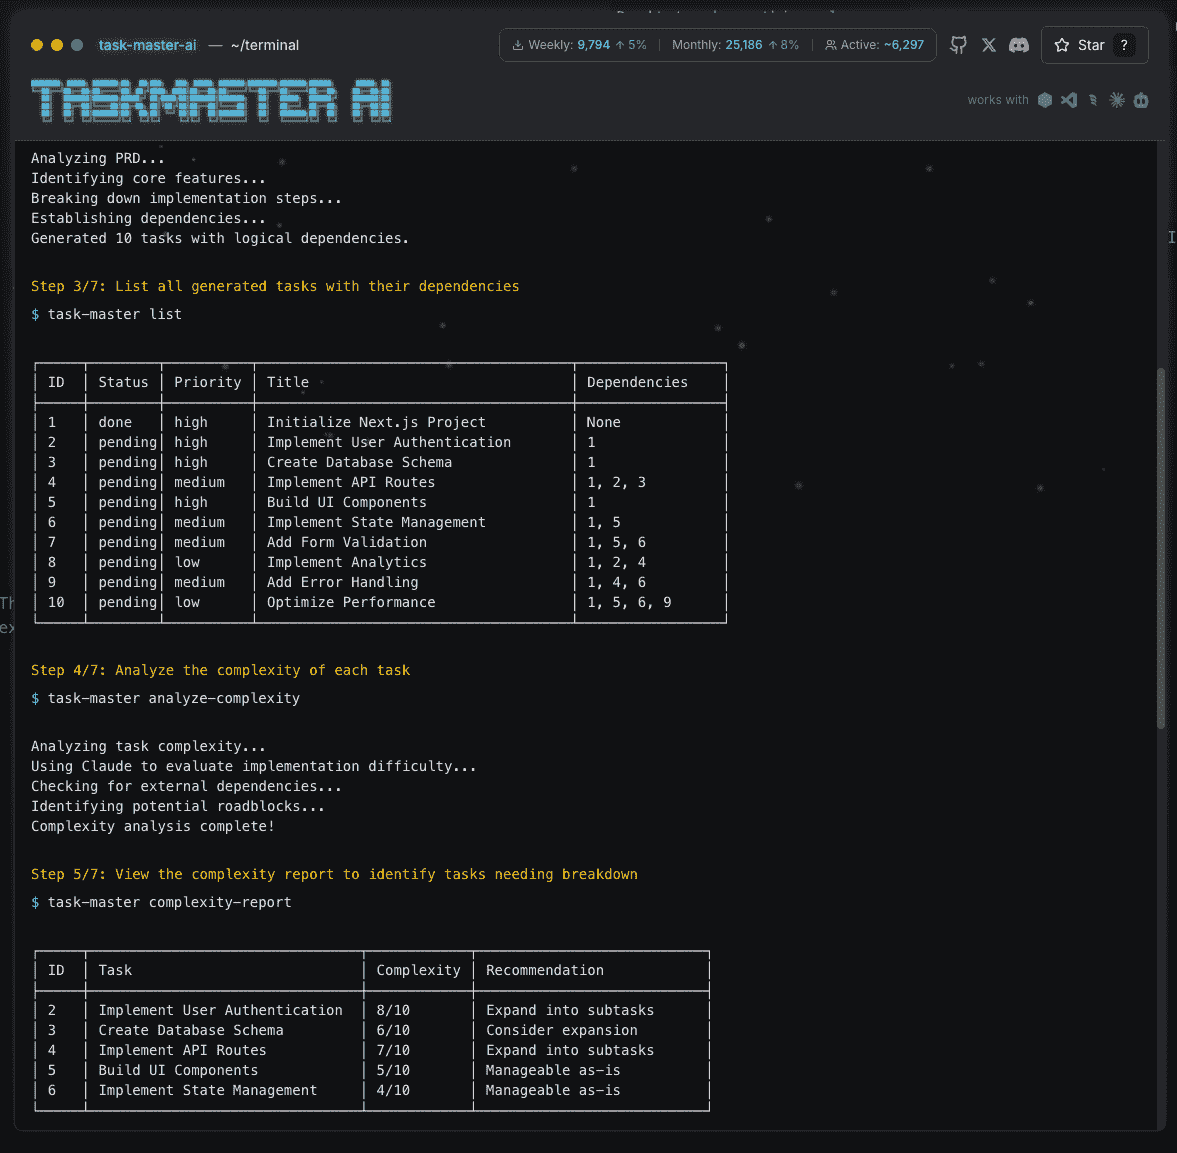 task-master-ai — ~/terminal
Weekly: 9,794 ↑ 5% | Monthly: 25,186 ↑ 8% | Active: ~6,297
Star ?
TASKMASTER AI
works with
Analyzing PRD...
Identifying core features...
Breaking down implementation steps...
Establishing dependencies...
Generated 10 tasks with logical dependencies.
Step 3/7: List all generated tasks with their dependencies
$ task-master list
ID | Status | Priority | Title | Dependencies
1 | done | high | Initialize Next.js Project | None
2 | pending | high | Implement User Authentication | 1
3 | pending | high | Create Database Schema | 1
4 | pending | medium | Implement API Routes | 1, 2, 3
5 | pending | high | Build UI Components | 1
6 | pending | medium | Implement State Management | 1, 5
7 | pending | medium | Add Form Validation | 1, 5, 6
8 | pending | low | Implement Analytics | 1, 2, 4
9 | pending | medium | Add Error Handling | 1, 4, 6
10 | pending | low | Optimize Performance | 1, 5, 6, 9
Step 4/7: Analyze the complexity of each task
$ task-master analyze-complexity
Analyzing task complexity...
Using Claude to evaluate implementation difficulty...
Checking for external dependencies...
Identifying potential roadblocks...
Complexity analysis complete!
Step 5/7: View the complexity report to identify tasks needing breakdown
$ task-master complexity-report
ID | Task | Complexity | Recommendation
2 | Implement User Authentication | 8/10 | Expand into subtasks
3 | Create Database Schema | 6/10 | Consider expansion
4 | Implement API Routes | 7/10 | Expand into subtasks
5 | Build UI Components | 5/10 | Manageable as-is
6 | Implement State Management | 4/10 | Manageable as-is